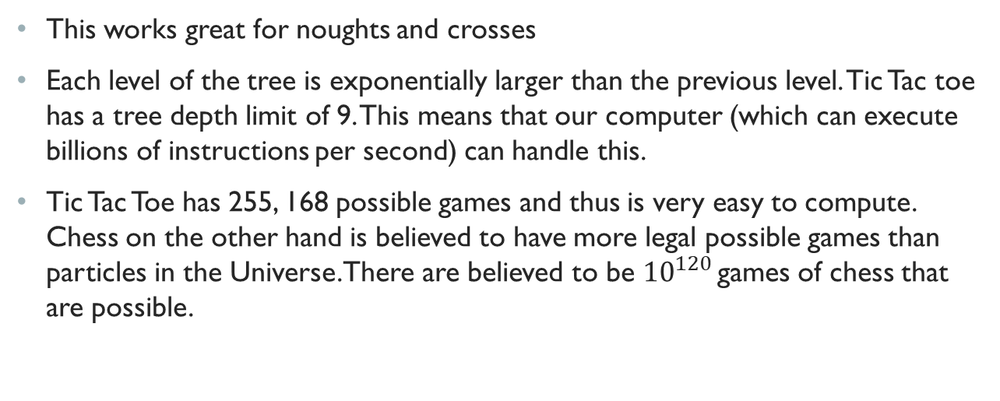 • This works great for noughts and crosses
• Each level of the tree is exponentially larger than the previous level. Tic Tac toe
has a tree depth limit of 9. This means that our computer (which can execute
billions of instructions per second) can handle this.
• Tic Tac Toe has 255, 168 possible games and thus is very easy to compute.
Chess on the other hand is believed to have more legal possible games than
particles in the Universe. There are believed to be 10¹²⁰ games of chess that
are possible.